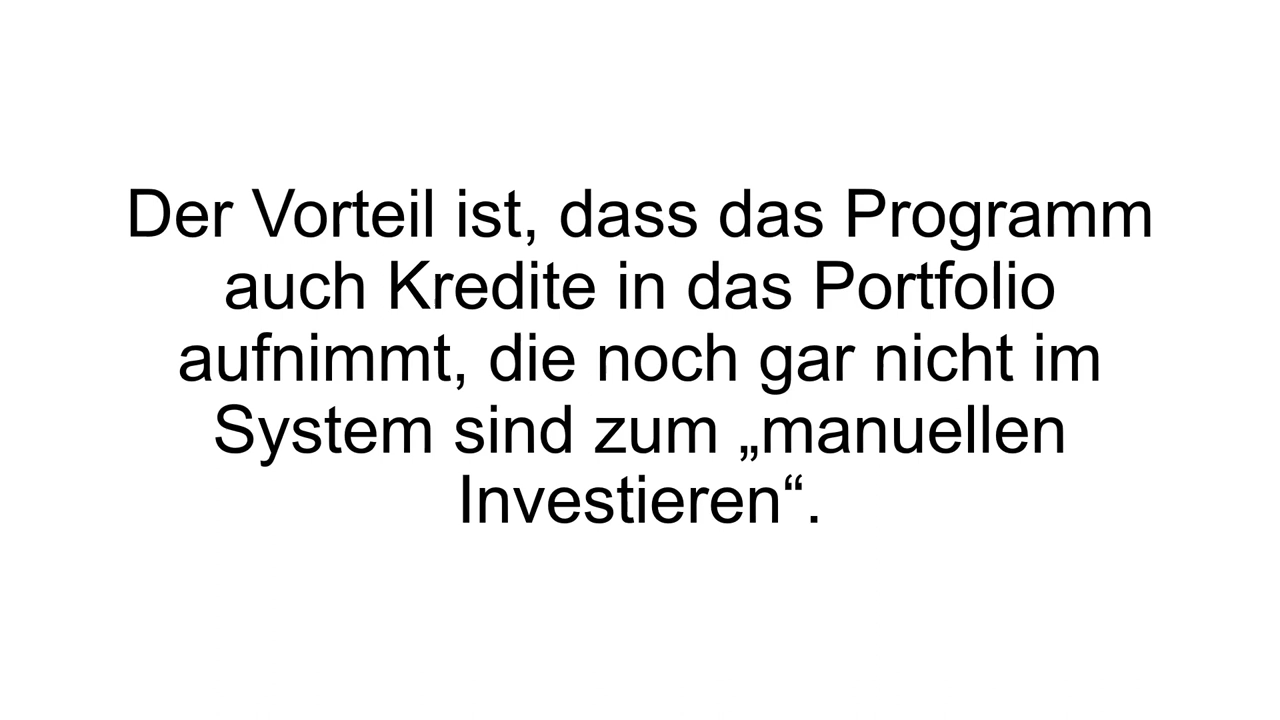 Der Vorteil ist, dass das Programm
auch Kredite in das Portfolio
aufnimmt, die noch gar nicht im
System sind zum „manuellen
Investieren“.